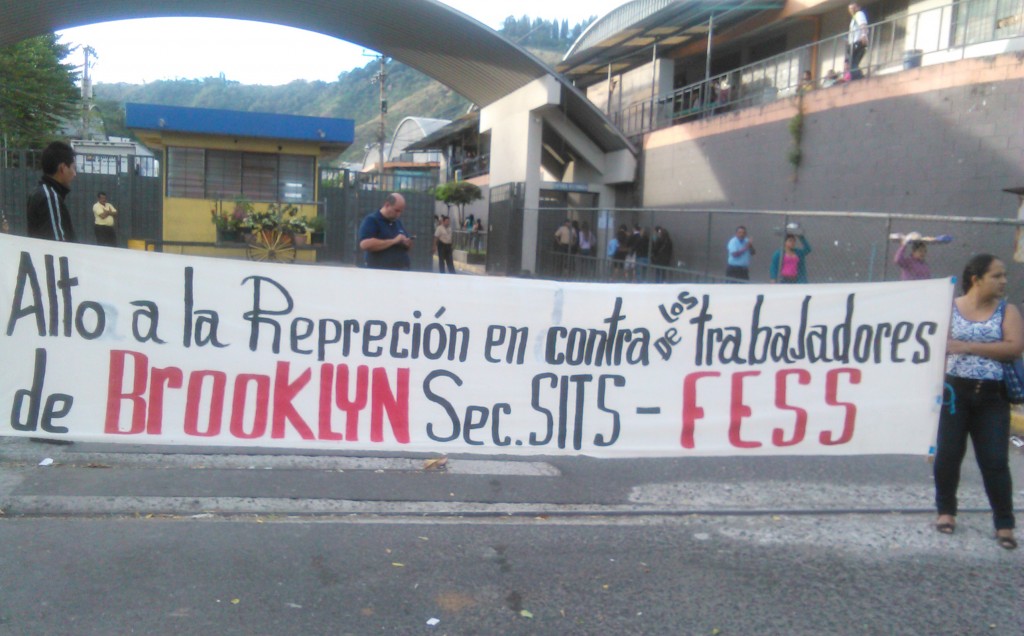 Alto a la Repreción en contra de los trabajadores
de BROOKLYN Sec. SITS - FESS